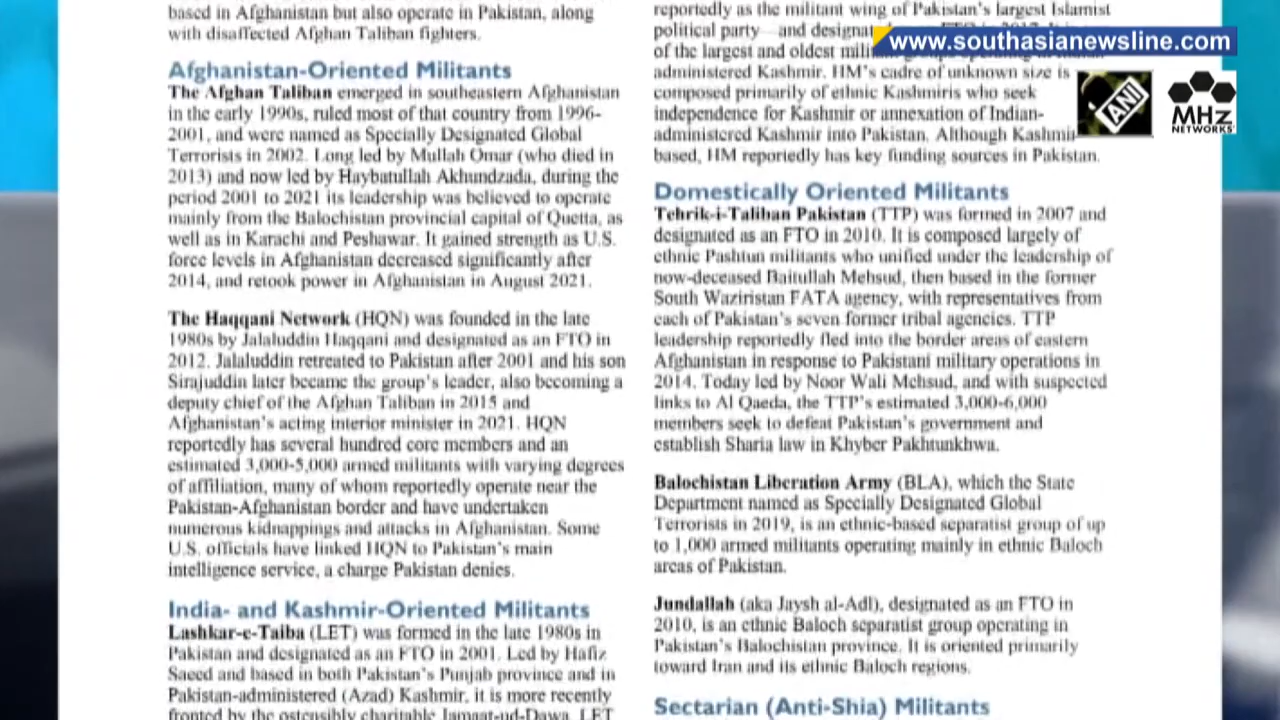 based in Afghanistan but also operate in Pakistan, along
with disaffected Afghan Taliban fighters.
Afghanistan-Oriented Militants
The Afghan Taliban emerged in southeastern Afghanistan
in the early 1990s, ruled most of that country from 1996-
2001, and were named as Specially Designated Global
Terrorists in 2002. Long led by Mullah Omar (who died in
2013) and now led by Haybatullah Akhundzada, during the
period 2001 to 2021 its leadership was believed to operate
mainly from the Balochistan provincial capital of Quetta, as
well as in Karachi and Peshawar. It gained strength as U.S.
force levels in Afghanistan decreased significantly after
2014, and retook power in Afghanistan in August 2021.
The Haqqani Network (HQN) was founded in the late
1980s by Jalaluddin Haqqani and designated as an FTO in
2012. Jalaluddin retreated to Pakistan after 2001 and his son
Sirajuddin later became the group's leader, also becoming a
deputy chief of the Afghan Taliban in 2015 and
Afghanistan's acting interior minister in 2021. HQN
reportedly has several hundred core members and an
estimated 3,000-5,000 armed militants with varying degrees
of affiliation, many of whom reportedly operate near the
Pakistan-Afghanistan border and have undertaken
numerous kidnappings and attacks in Afghanistan. Some
U.S. officials have linked HQN to Pakistan's main
intelligence service, a charge Pakistan denies.
India- and Kashmir-Oriented Militants
Lashkar-e-Taiba (LET) was formed in the late 1980s in
Pakistan and designated as an FTO in 2001. Led by Hafiz
Saeed and based in both Pakistan's Punjab province and in
Pakistan-administered (Azad) Kashmir, it is more recently
fronted by the ostensibly charitable Jamaat-ud-Dawa. LET
reportedly as the militant wing of Pakistan's largest Islamist
political party and
of the largest and oldest
administered Kashmir. HM's cadre of unknown size is
composed primarily of ethnic Kashmiris who seek
independence for Kashmir or annexation of Indian-
administered Kashmir into Pakistan. Although Kashmir
based, HM reportedly has key funding sources in Pakistan.
Domestically Oriented Militants
Tehrik-i-Taliban Pakistan (TTP) was formed in 2007 and
designated as an FTO in 2010. It is composed largely of
ethnic Pashtun militants who unified under the leadership of
now-deceased Baitullah Mehsud, then based in the former
South Waziristan FATA agency, with representatives from
each of Pakistan's seven former tribal agencies. TTP
leadership reportedly fled into the border areas of eastern
Afghanistan in response to Pakistani military operations in
2014. Today led by Noor Wali Mehsud, and with suspected
links to Al Qaeda, the TTP's estimated 3,000-6,000
members seek to defeat Pakistan's government and
establish Sharia law in Khyber Pakhtunkhwa.
Balochistan Liberation Army (BLA), which the State
Department named as Specially Designated Global
Terrorists in 2019, is an ethnic-based separatist group of up
to 1,000 armed militants operating mainly in ethnic Baloch
areas of Pakistan.
Jundallah (aka Jaysh al-Adl), designated as an FTO in
2010, is an ethnic Baloch separatist group operating in
Pakistan's Balochistan province. It is oriented primarily
toward Iran and its ethnic Baloch regions.
Sectarian (Anti-Shia) Militants
www.southasianewsline.com
ANI
MHz
NETWORKS